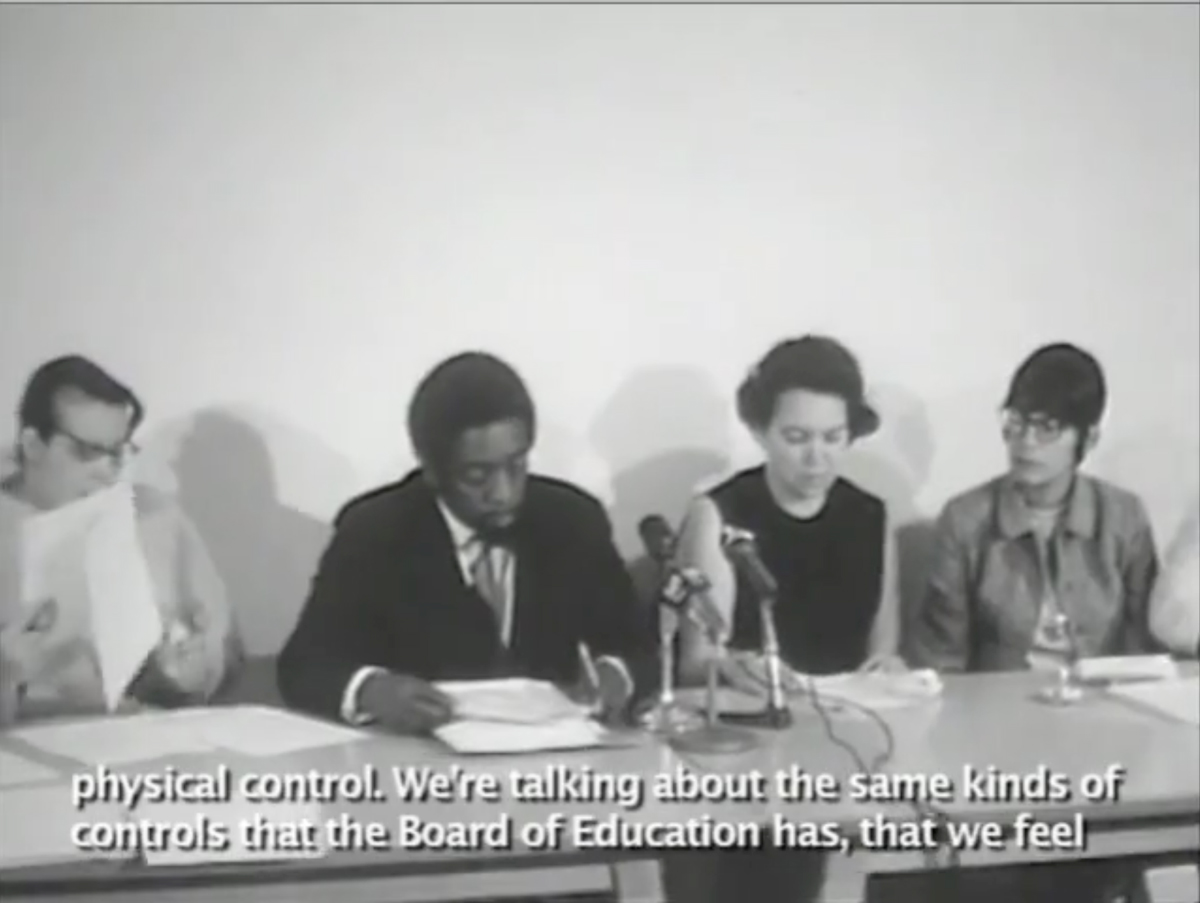 physical control. We're talking about the same kinds of
controls that the Board of Education has, that we feel